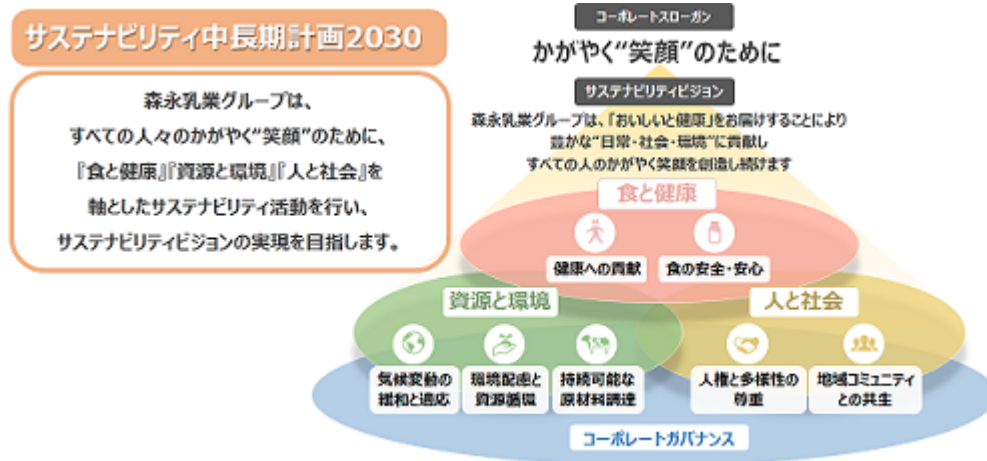 サステナビリティ中長期計画2030
森永乳業グループは、
すべての人々のかがやく“笑顔”のために、
『食と健康』『資源と環境』『人と社会』を
軸としたサステナビリティ活動を行い、
サステナビリティビジョンの実現を目指します。
コーポレートスローガン
かがやく“笑顔”のために
サステナビリティビジョン
森永乳業グループは、「おいしいと健康」をお届けすることにより
豊かな“日常・社会・環境”に貢献し
すべての人のかがやく笑顔を創造し続けます
食と健康
健康への貢献
食の安全・安心
資源と環境
気候変動の
緩和と適応
環境配慮と
資源循環
持続可能な
原材料調達
人と社会
人権と多様性の
尊重
地域コミュニティ
との共生
コーポレートガバナンス